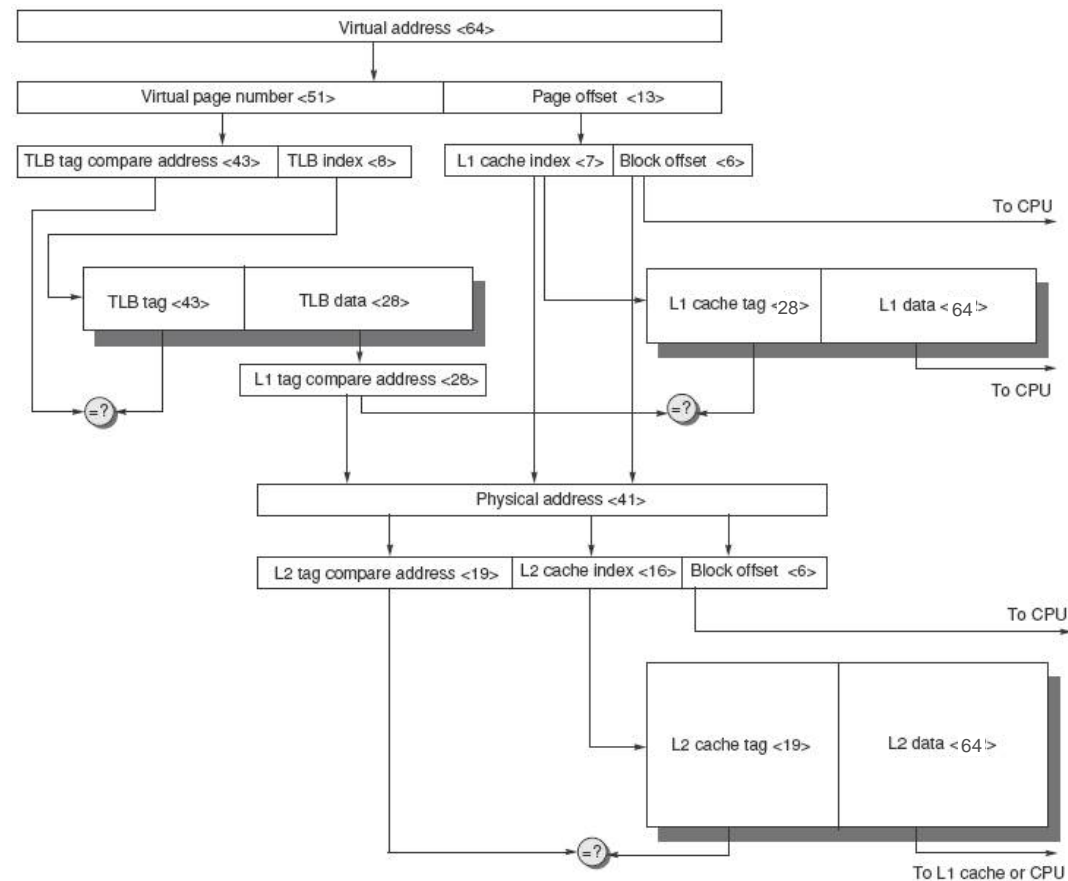 Virtual address <64>
Virtual page number <51>
Page offset <13>
TLB tag compare address <43>
TLB index <8>
L1 cache index <7>
Block offset <6>
To CPU
TLB tag <43>
TLB data <28>
L1 cache tag <28>
L1 data < 64 >
L1 tag compare address <28>
To CPU
=?
=?
Physical address <41>
L2 tag compare address <19>
L2 cache index <16>
Block offset <6>
To CPU
L2 cache tag <19>
L2 data <64>
=?
To L1 cache or CPU